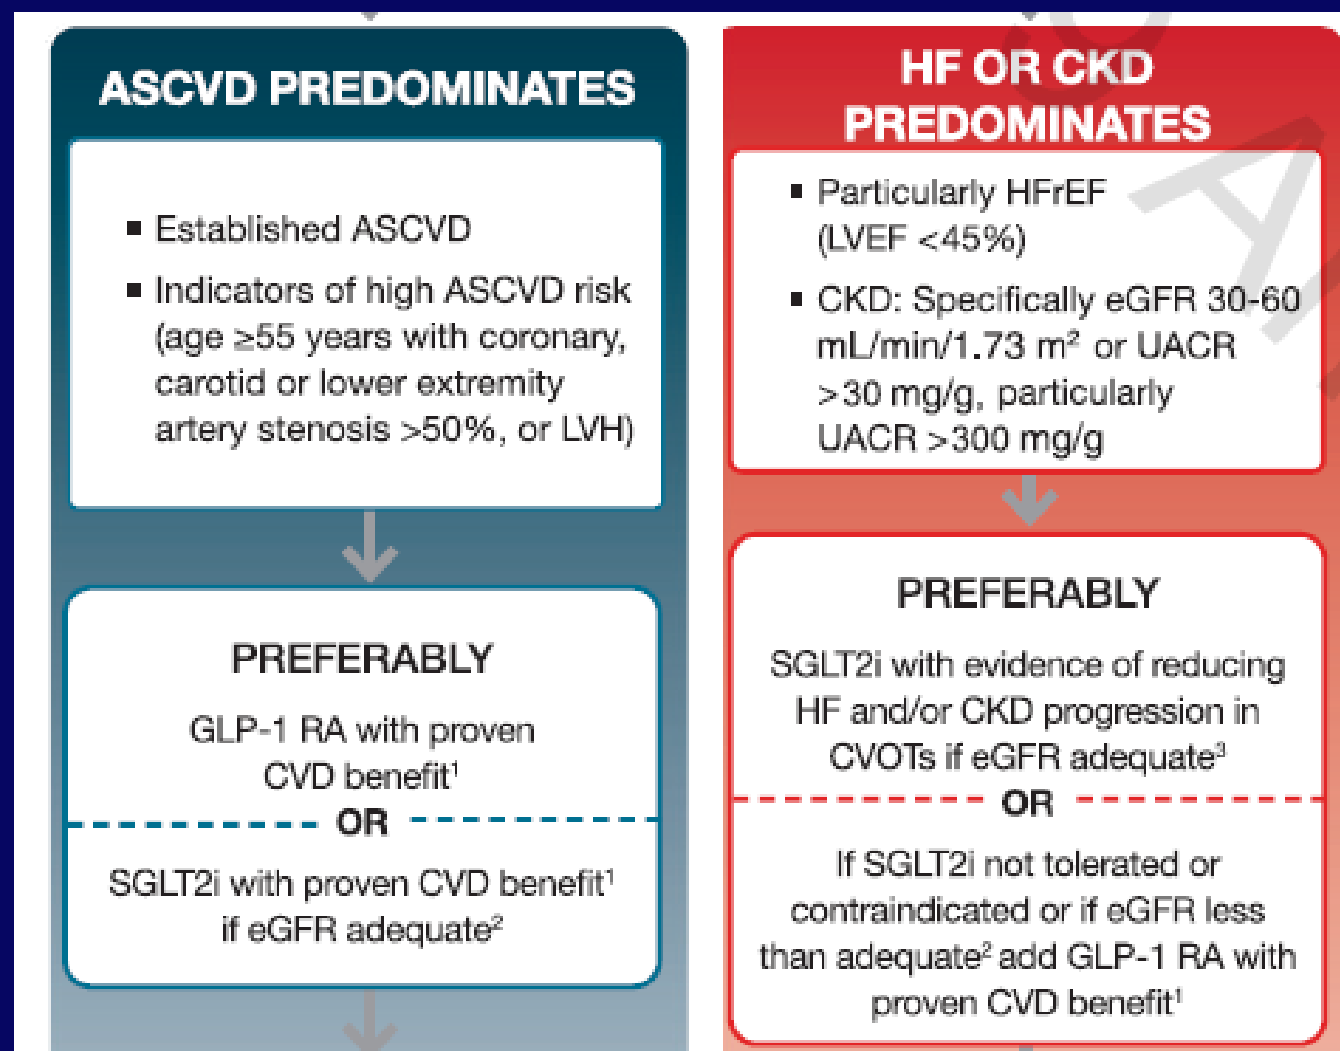 ASCVD PREDOMINATES
▪ Established ASCVD
▪ Indicators of high ASCVD risk
(age ≥55 years with coronary,
carotid or lower extremity
artery stenosis >50%, or LVH)
PREFERABLY
GLP-1 RA with proven
CVD benefit¹
OR
SGLT2i with proven CVD benefit¹
if eGFR adequate²
HF OR CKD
PREDOMINATES
▪ Particularly HFrEF
(LVEF <45%)
▪ CKD: Specifically eGFR 30-60
mL/min/1.73 m² or UACR
>30 mg/g, particularly
UACR >300 mg/g
PREFERABLY
SGLT2i with evidence of reducing
HF and/or CKD progression in
CVOTs if eGFR adequate³
OR
If SGLT2i not tolerated or
contraindicated or if eGFR less
than adequate² add GLP-1 RA with
proven CVD benefit¹